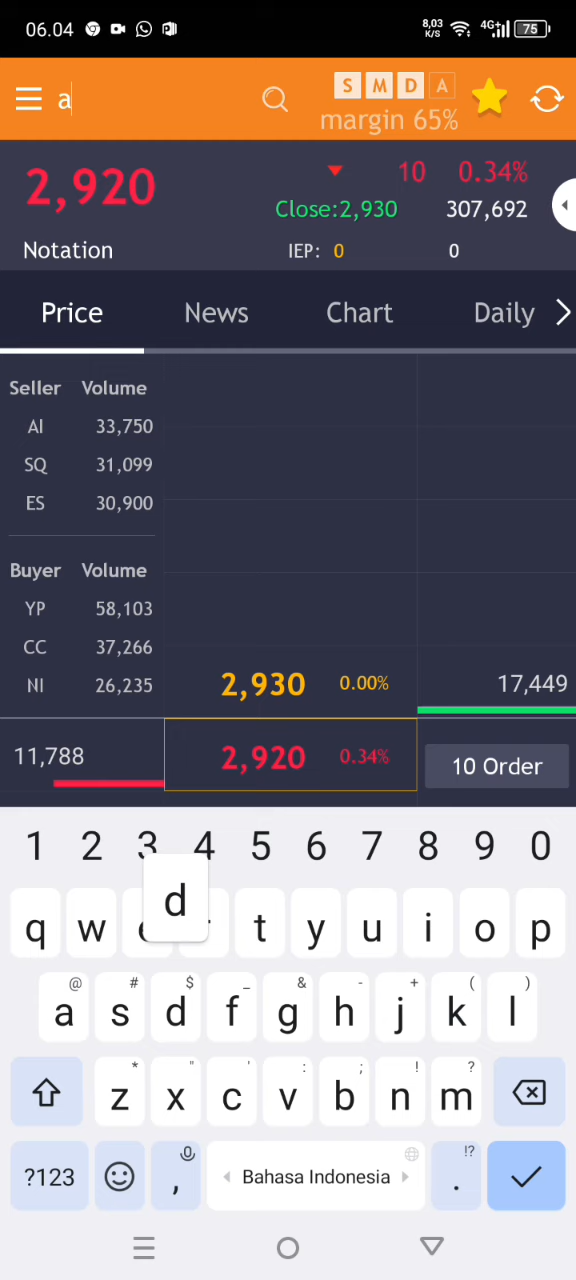 06.04 8,03 K/S 4G+ 75
a S M D A
margin 65%
2,920 10 0.34%
Close:2,930 307,692
Notation IEP: 0 0
Price News Chart Daily
Seller Volume
AI 33,750
SQ 31,099
ES 30,900
Buyer Volume
YP 58,103
CC 37,266
NI 26,235
2,930 0.00% 17,449
11,788 2,920 0.34% 10 Order
1 2 3 4 5 6 7 8 9 0
d
q w e t y u i o p
@ # $ _ & - + ( )
a s d f g h j k l
* " ' : ; ! ?
z x c v b n m
?123 , Bahasa Indonesia !? .